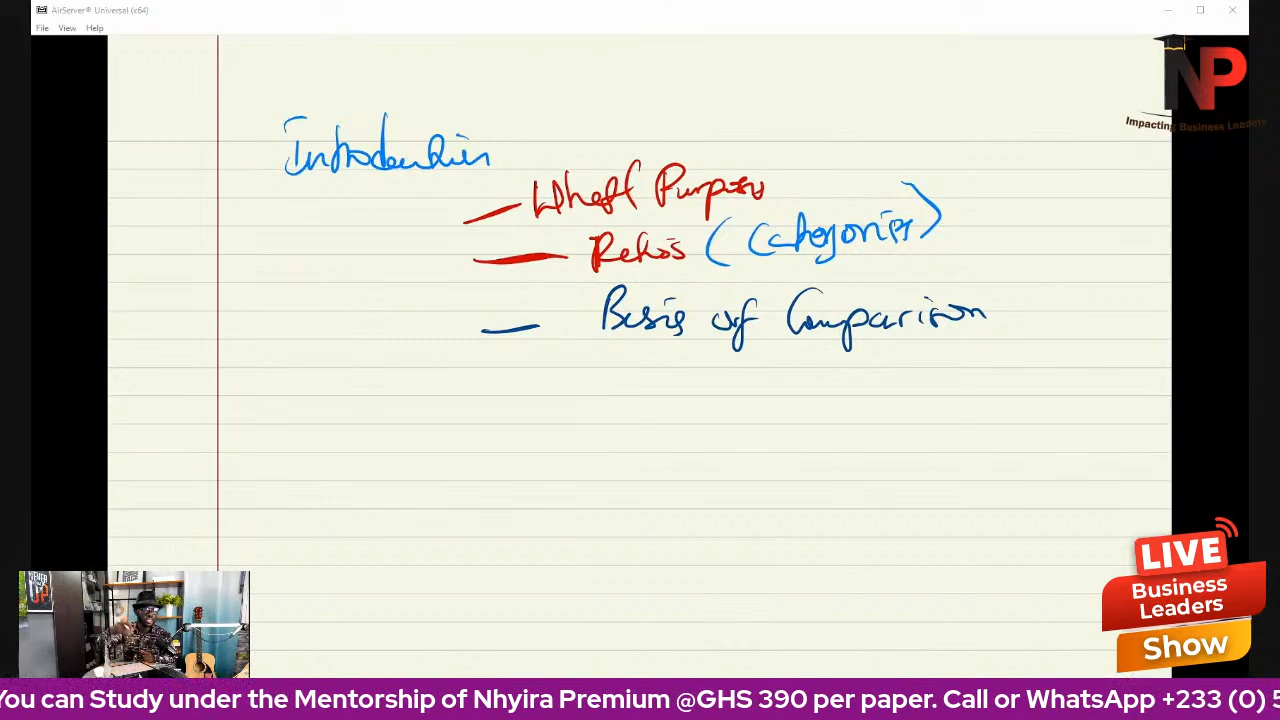 AirServer® Universal (x64)
File View Help
NP
Impacting Business Leaders
Introduction
— What Purpose
— Ratios (Categories)
— Basis of Comparison
LIVE
Business
Leaders
Show
You can Study under the Mentorship of Nhyira Premium @GHS 390 per paper. Call or WhatsApp +233 (0) 5